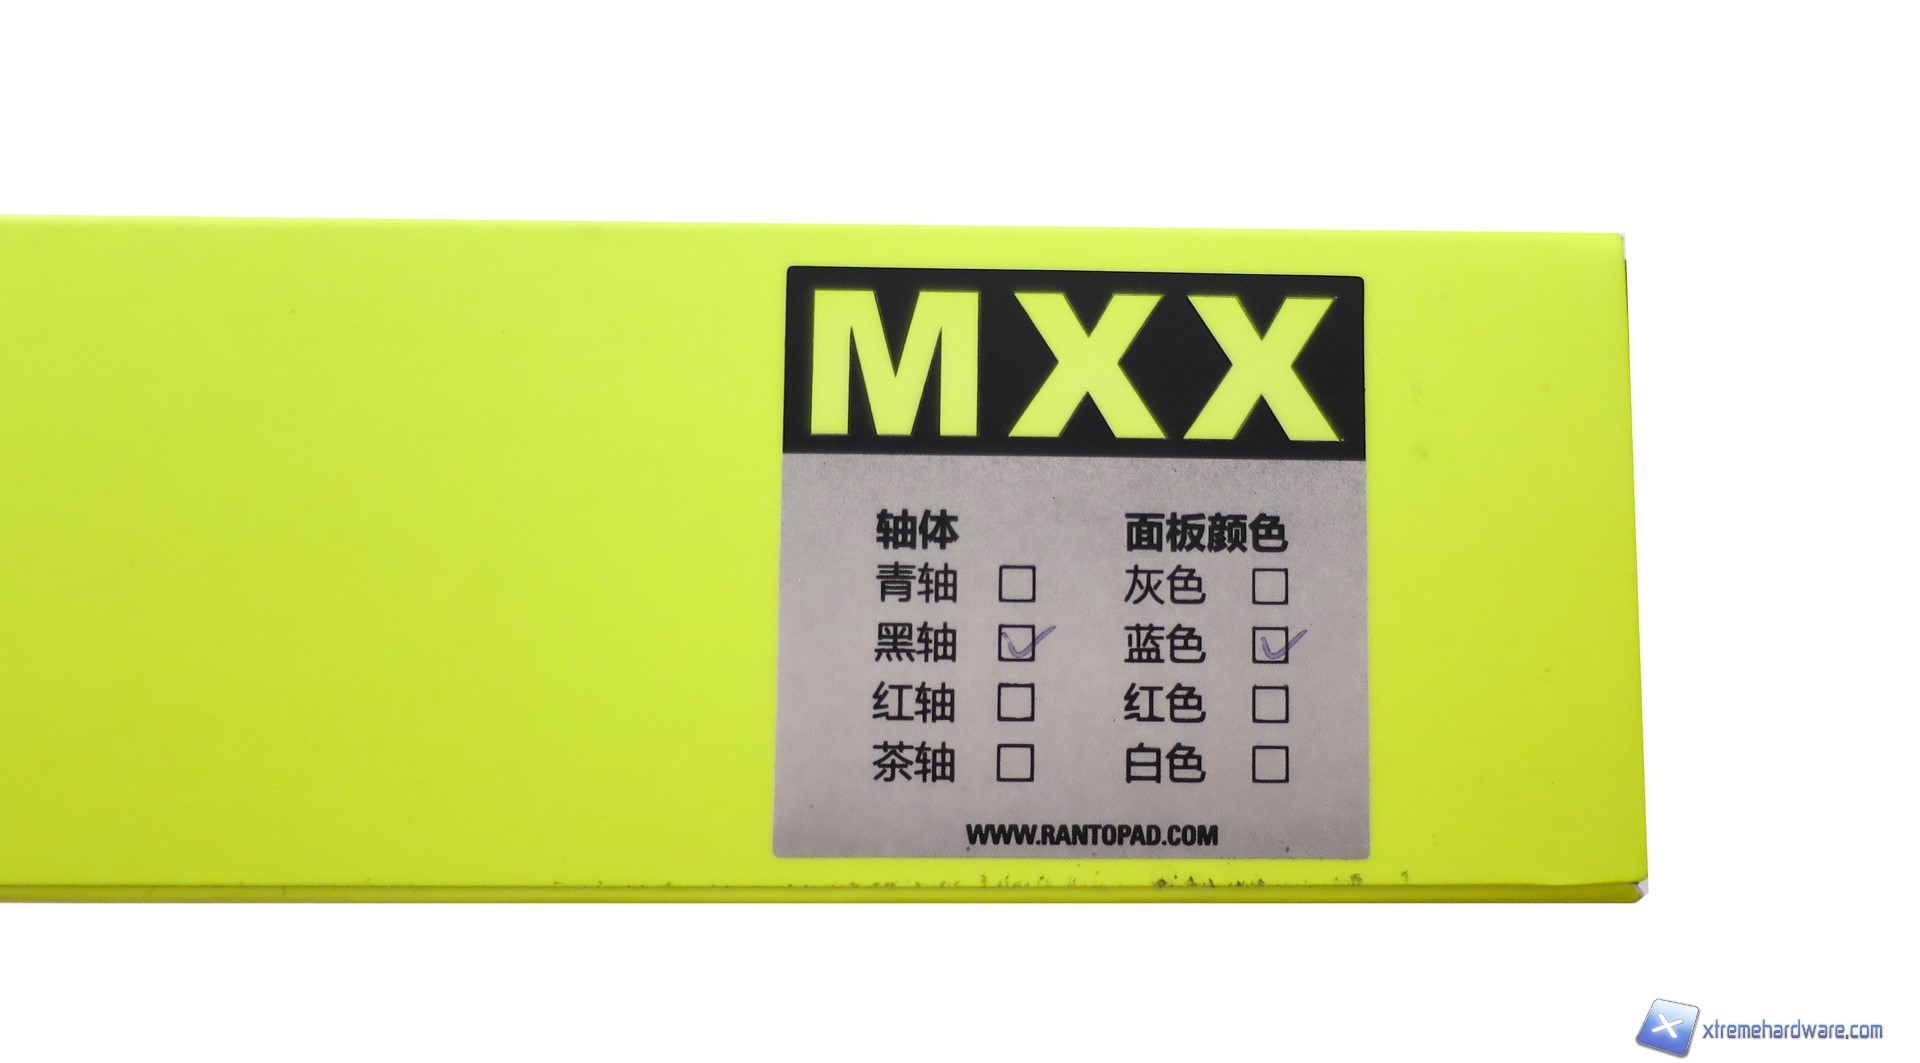 MXX
轴体
青轴
黑轴
红轴
茶轴
面板颜色
灰色
蓝色
红色
白色
WWW.RANTOPAD.COM
xtremehardware.com